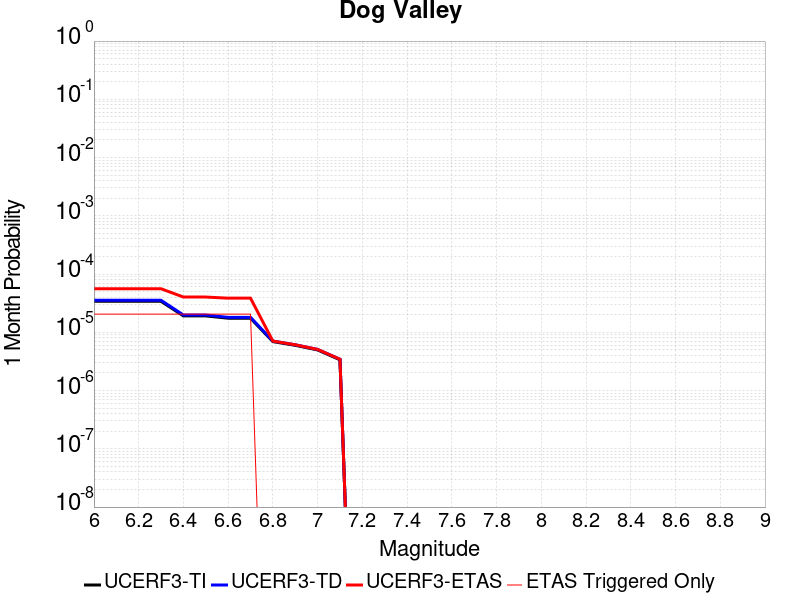 Dog Valley
1 Month Probability
10^0
10^-1
10^-2
10^-3
10^-4
10^-5
10^-6
10^-7
10^-8
6 6.2 6.4 6.6 6.8 7 7.2 7.4 7.6 7.8 8 8.2 8.4 8.6 8.8 9
Magnitude
UCERF3-TI UCERF3-TD UCERF3-ETAS ETAS Triggered Only